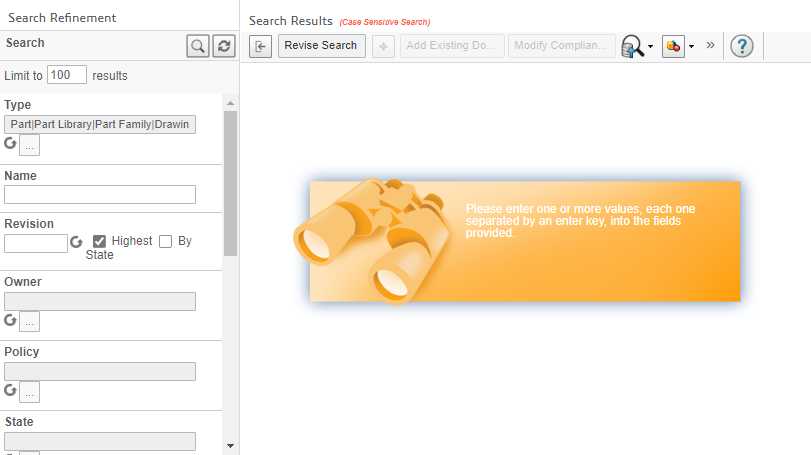 Search Refinement
Search
Limit to 100 results
Type
Part|Part Library|Part Family|Drawin
...
Name
Revision
Highest By
State
Owner
...
Policy
...
State
Search Results (Case Sensitive Search)
Revise Search Add Existing Do... Modify Complian... » ?
Please enter one or more values, each one
separated by an enter key, into the fields
provided.